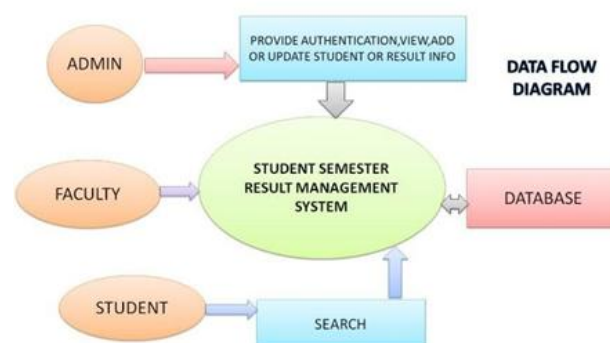 PROVIDE AUTHENTICATION,VIEW,ADD
OR UPDATE STUDENT OR RESULT INFO
ADMIN
DATA FLOW
DIAGRAM
STUDENT SEMESTER
RESULT MANAGEMENT
SYSTEM
FACULTY
DATABASE
STUDENT
SEARCH